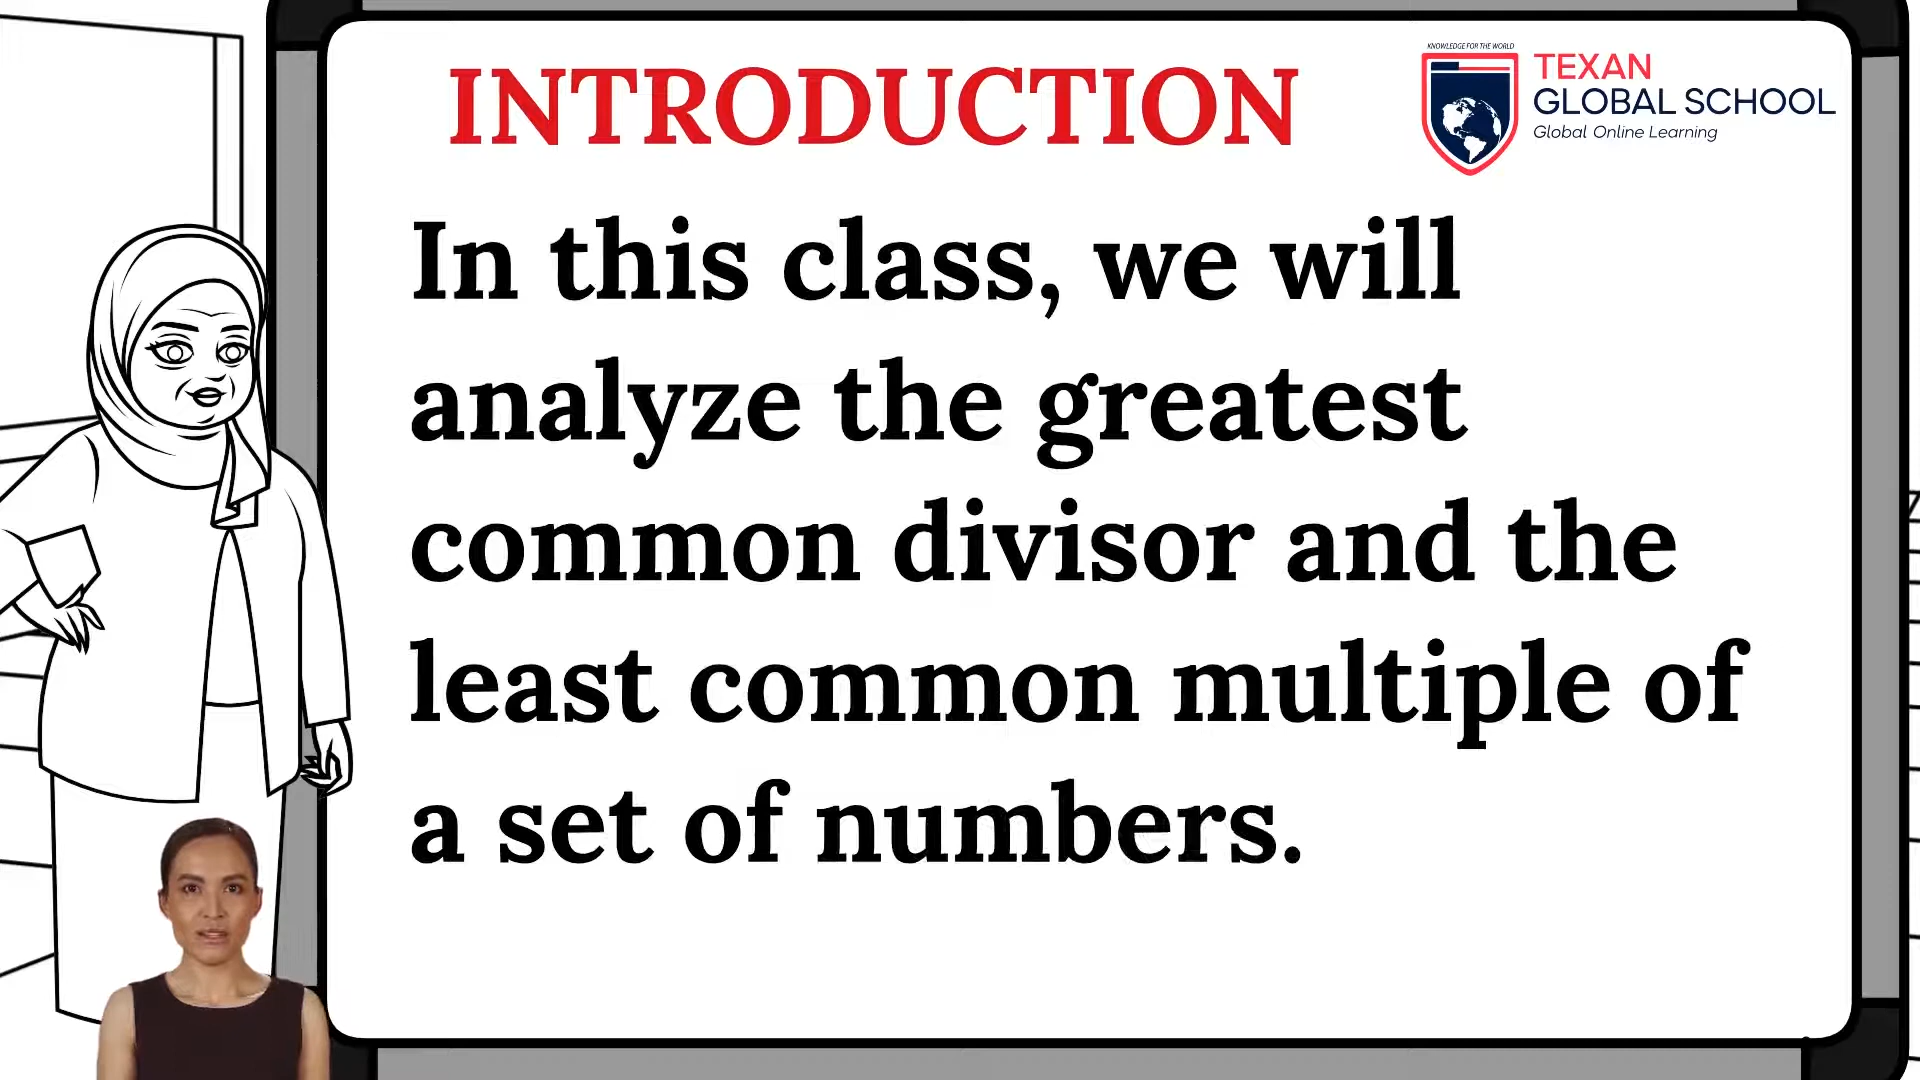 INTRODUCTION
KNOWLEDGE FOR THE WORLD
TEXAN
GLOBAL SCHOOL
Global Online Learning
In this class, we will
analyze the greatest
common divisor and the
least common multiple of
a set of numbers.